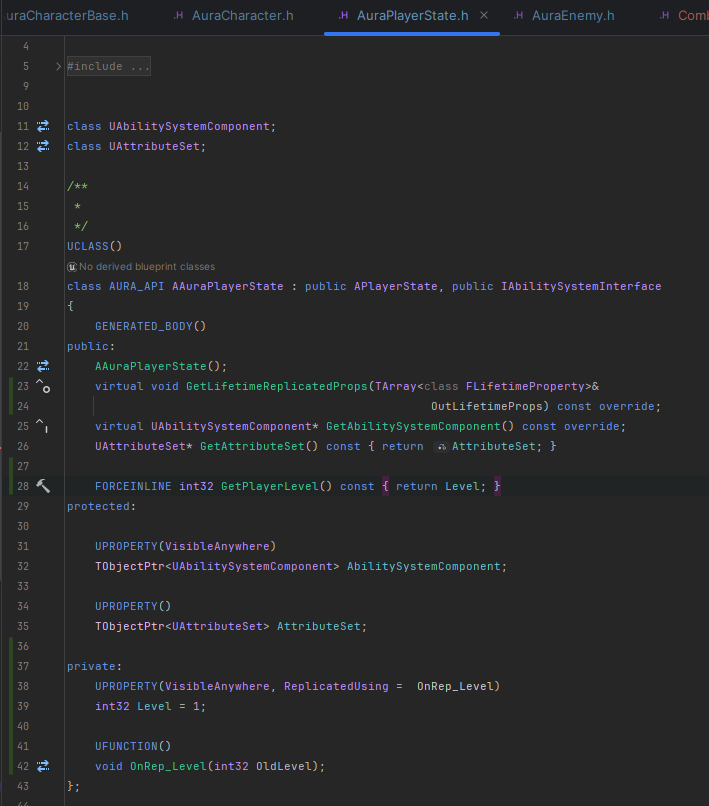 uraCharacterBase.h .H AuraCharacter.h .H AuraPlayerState.h × .H AuraEnemy.h .H Comb
4
5 > #include ...
9
10
11 class UAbilitySystemComponent;
12 class UAttributeSet;
13
14 /**
15  *
16  */
17 UCLASS()
No derived blueprint classes
18 class AURA_API AAuraPlayerState : public APlayerState, public IAbilitySystemInterface
19 {
20     GENERATED_BODY()
21 public:
22     AAuraPlayerState();
23     virtual void GetLifetimeReplicatedProps(TArray<class FLifetimeProperty>&
24                                             OutLifetimeProps) const override;
25     virtual UAbilitySystemComponent* GetAbilitySystemComponent() const override;
26     UAttributeSet* GetAttributeSet() const { return AttributeSet; }
27
28     FORCEINLINE int32 GetPlayerLevel() const { return Level; }
29 protected:
30
31     UPROPERTY(VisibleAnywhere)
32     TObjectPtr<UAbilitySystemComponent> AbilitySystemComponent;
33
34     UPROPERTY()
35     TObjectPtr<UAttributeSet> AttributeSet;
36
37 private:
38     UPROPERTY(VisibleAnywhere, ReplicatedUsing =  OnRep_Level)
39     int32 Level = 1;
40
41     UFUNCTION()
42     void OnRep_Level(int32 OldLevel);
43 };